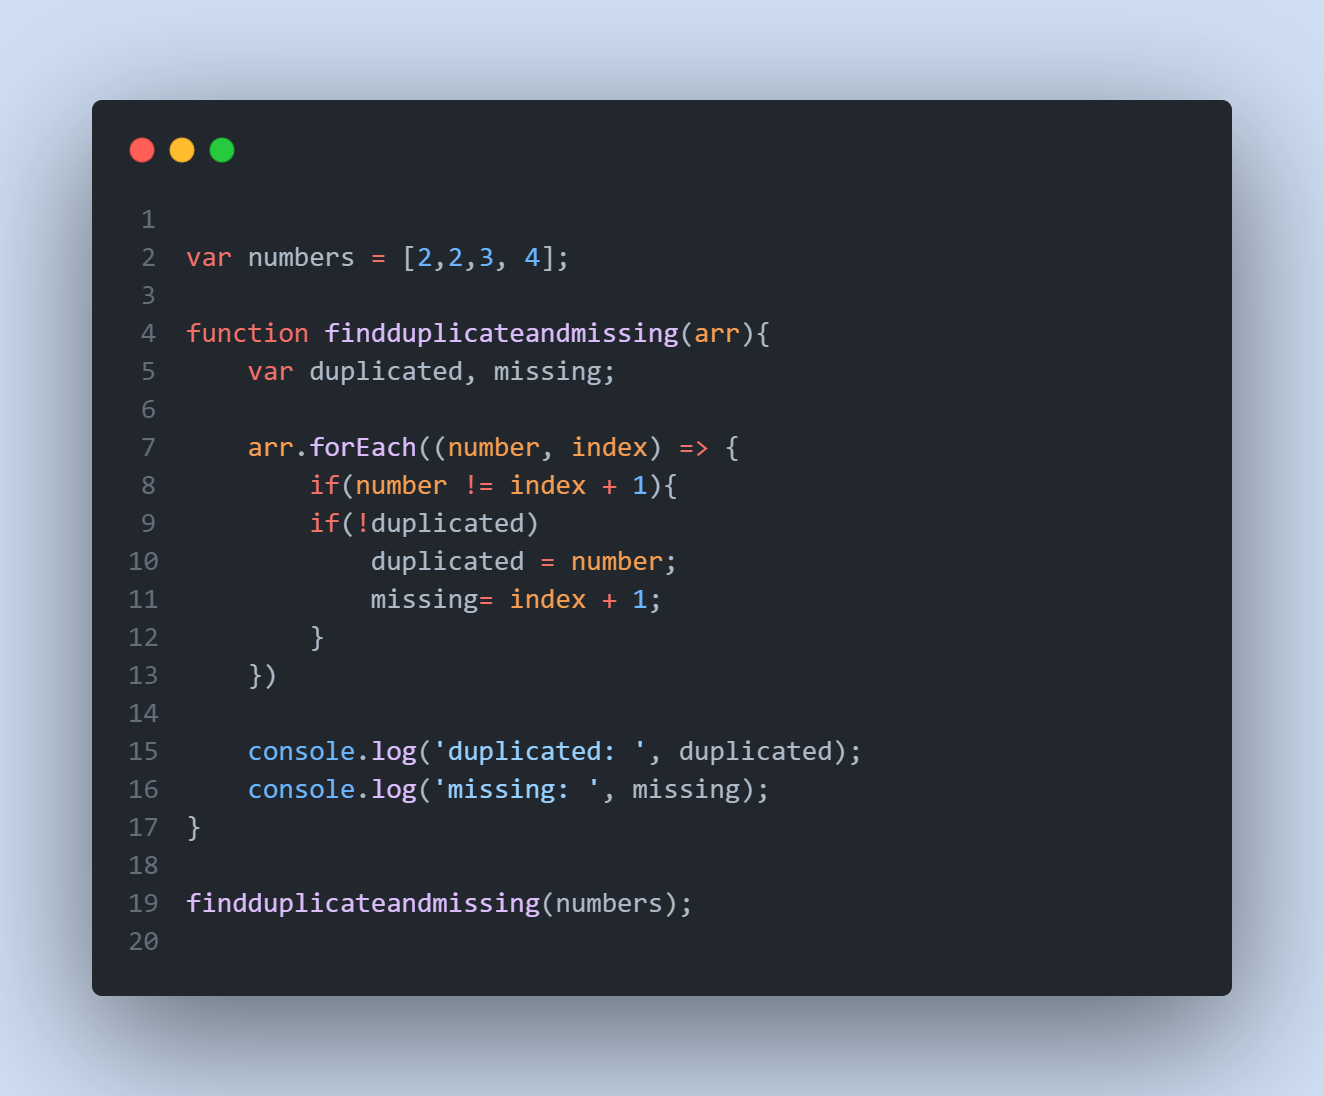 1
2 var numbers = [2,2,3, 4];
3
4 function findduplicateandmissing(arr){
5     var duplicated, missing;
6
7     arr.forEach((number, index) => {
8         if(number != index + 1){
9         if(!duplicated)
10             duplicated = number;
11             missing= index + 1;
12         }
13     })
14
15     console.log('duplicated: ', duplicated);
16     console.log('missing: ', missing);
17 }
18
19 findduplicateandmissing(numbers);
20